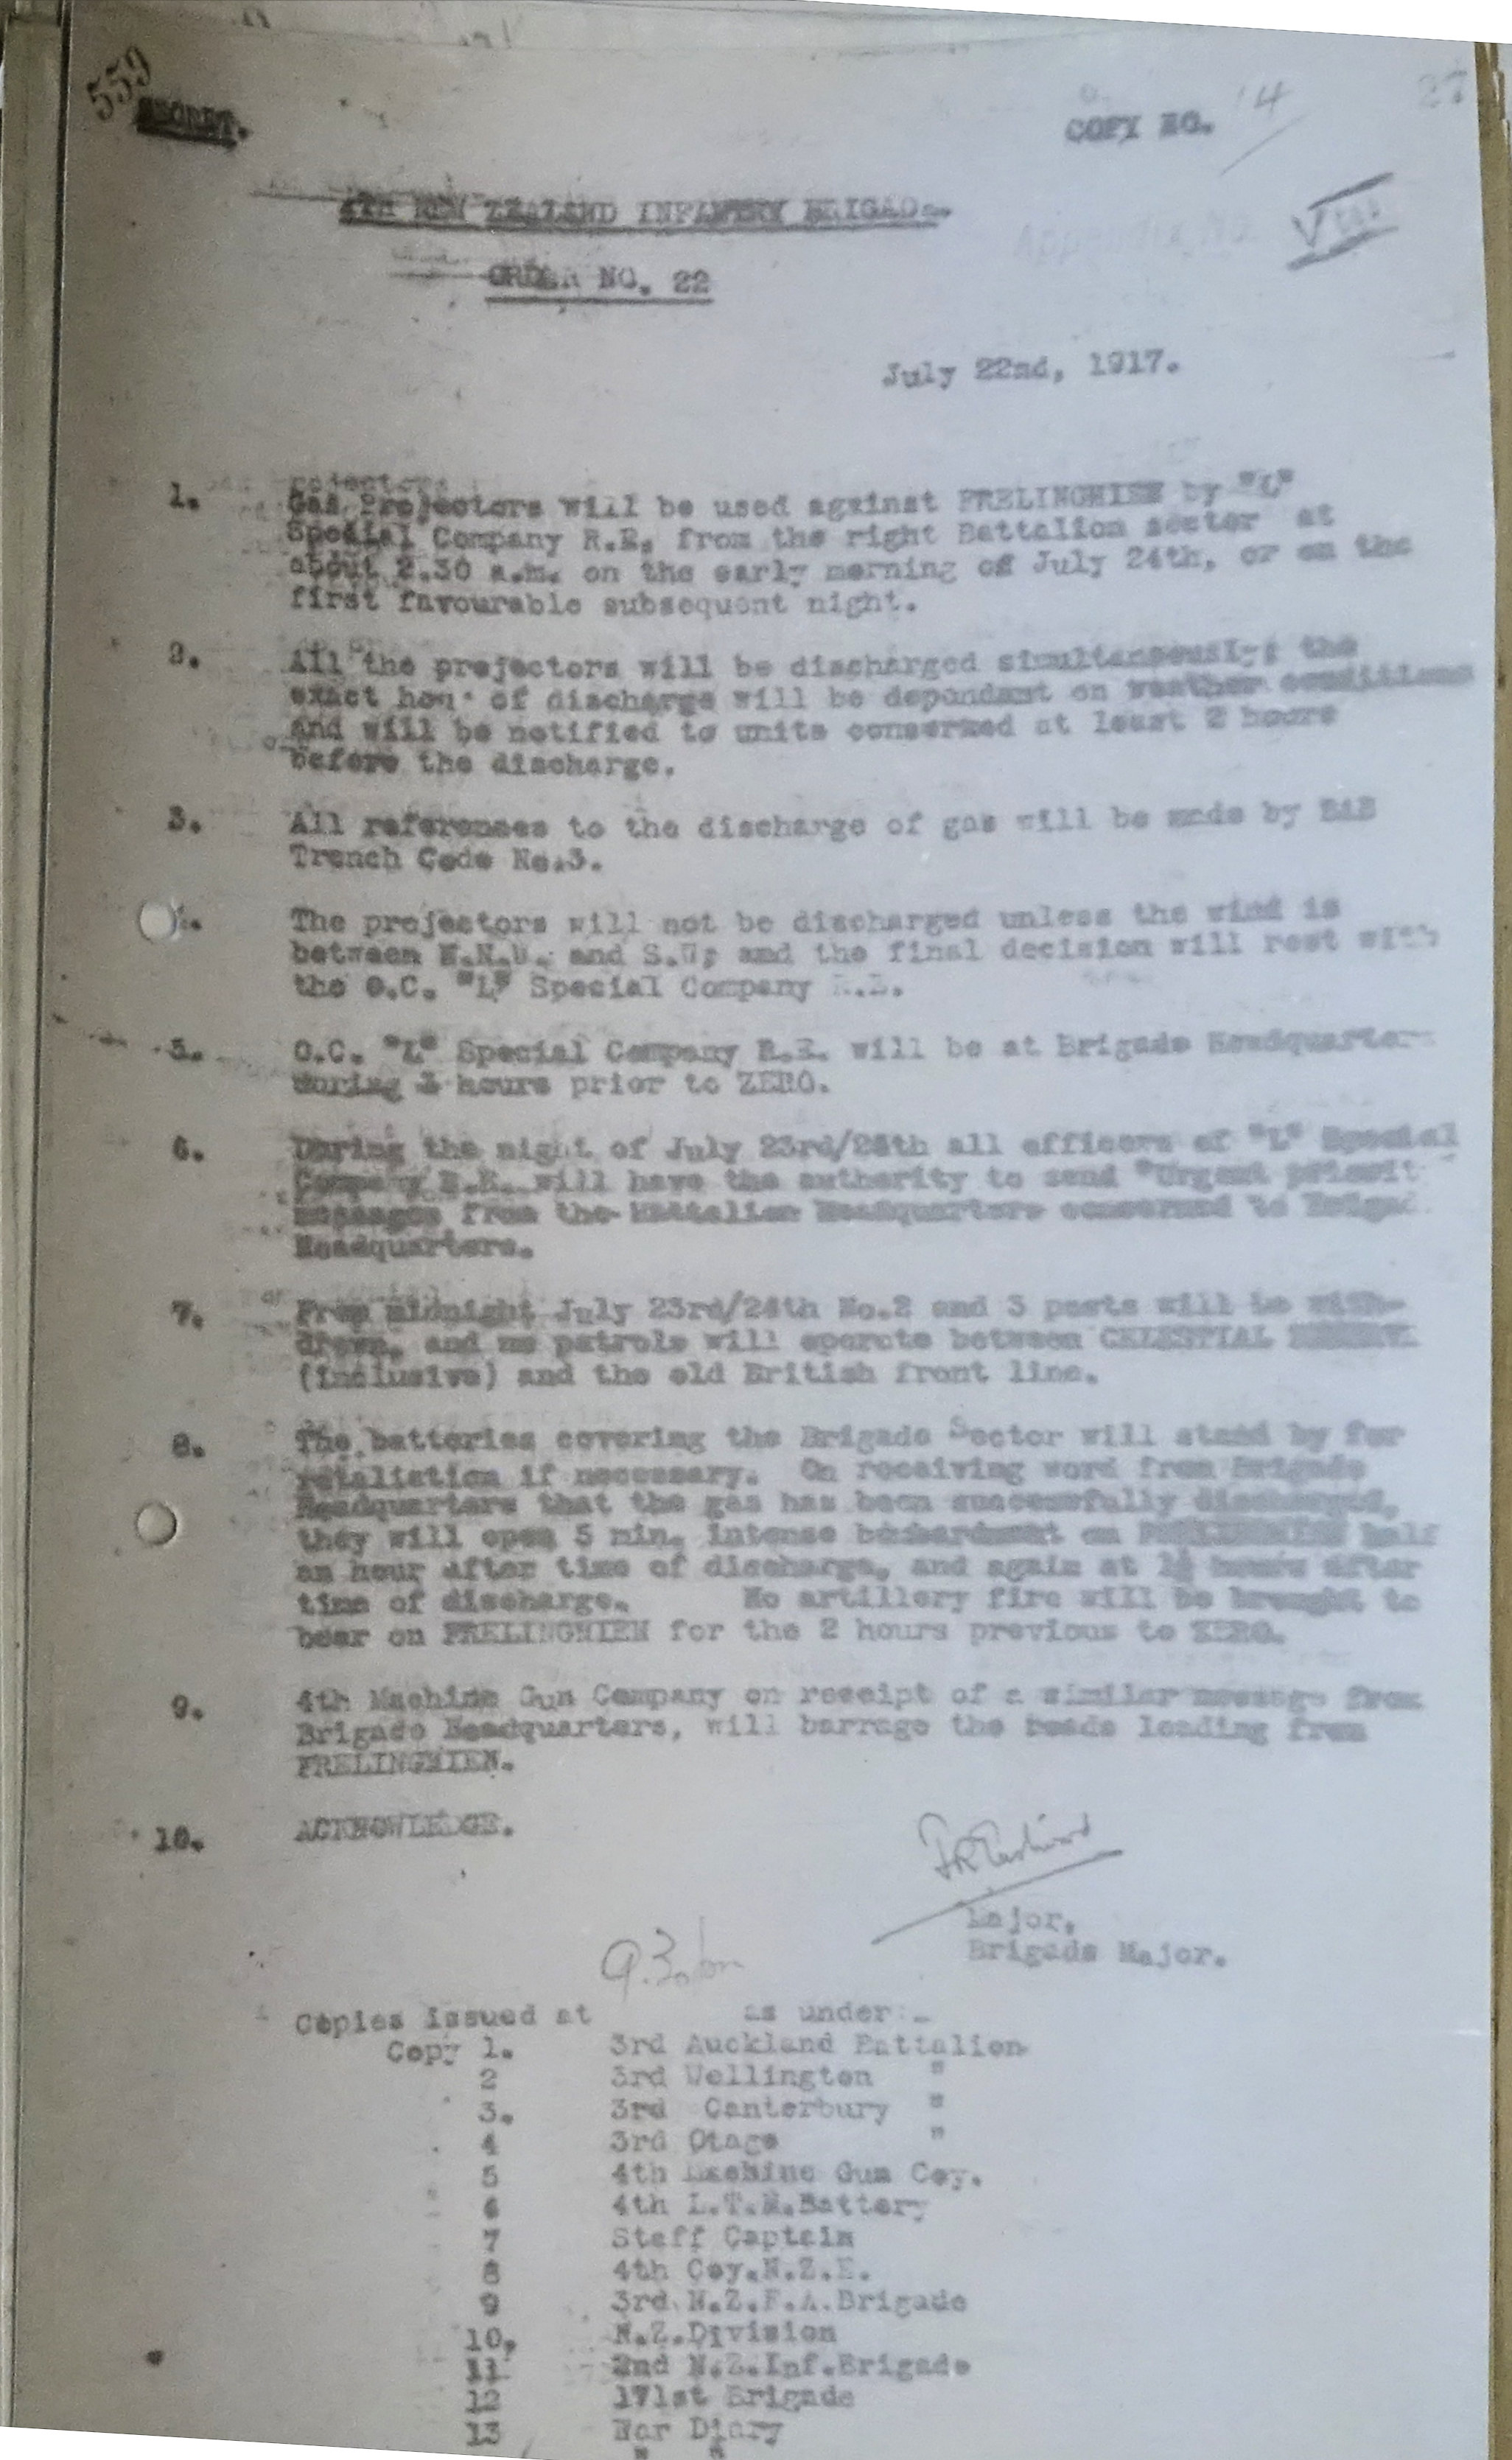 559
27
SECRET.
COPY NO. 14
4TH NEW ZEALAND INFANTRY BRIGADE.
Appendix No. VIII
ORDER NO. 22
July 22nd, 1917.
1. Gas Projectors will be used against FRELINGHIEN by "L"
Special Company R.E. from the right Battalion sector at
about 2.30 a.m. on the early morning of July 24th, or on the
first favourable subsequent night.
2. All the projectors will be discharged simultaneously; the
exact hour of discharge will be dependant on weather conditions
and will be notified to units concerned at least 2 hours
before the discharge.
3. All references to the discharge of gas will be made by BAB
Trench Code No.3.
4. The projectors will not be discharged unless the wind is
between and S.W; and the final decision will rest with
the O.C. "L" Special Company R.E.
5. O.C. "L" Special Company R.E. will be at Brigade Headquarters
during hours prior to ZERO.
6. During the night of July 23rd/24th all officers of "L" Special
Company R.E. will have the authority to send "Urgent priority
messages from the Battalion Headquarters concerned to Brigade
Headquarters.
7. From midnight July 23rd/24th No.2 and 3 posts will be with-
drawn, and no patrols will operate between CELESTIAL RESERVE
(inclusive) and the old British front line.
8. The batteries covering the Brigade Sector will stand by for
retaliation if necessary. On receiving word from Brigade
Headquarters that the gas has been successfully discharged,
they will open 5 min. intense bombardment on FRELINGHIEN half
an hour after time of discharge, and again at 1½ hours after
time of discharge. No artillery fire will be brought to
bear on FRELINGHIEN for the 2 hours previous to ZERO.
9. 4th Machine Gun Company on receipt of a similar message from
Brigade Headquarters, will barrage the roads leading from
FRELINGHIEN.
10. ACKNOWLEDGE.
Major,
Brigade Major.
Copies issued at 9.30pm as under:-
Copy 1. 3rd Auckland Battalion
2 3rd Wellington "
3. 3rd Canterbury "
4 3rd Otago "
5 4th Machine Gun Coy.
6 4th L.T.M.Battery
7 Staff Captain
8 4th Coy.N.Z.E.
9 3rd N.Z.F.A.Brigade
10, N.Z.Division
11 2nd N.Z.Inf.Brigade
12 171st Brigade
13 War Diary
" "